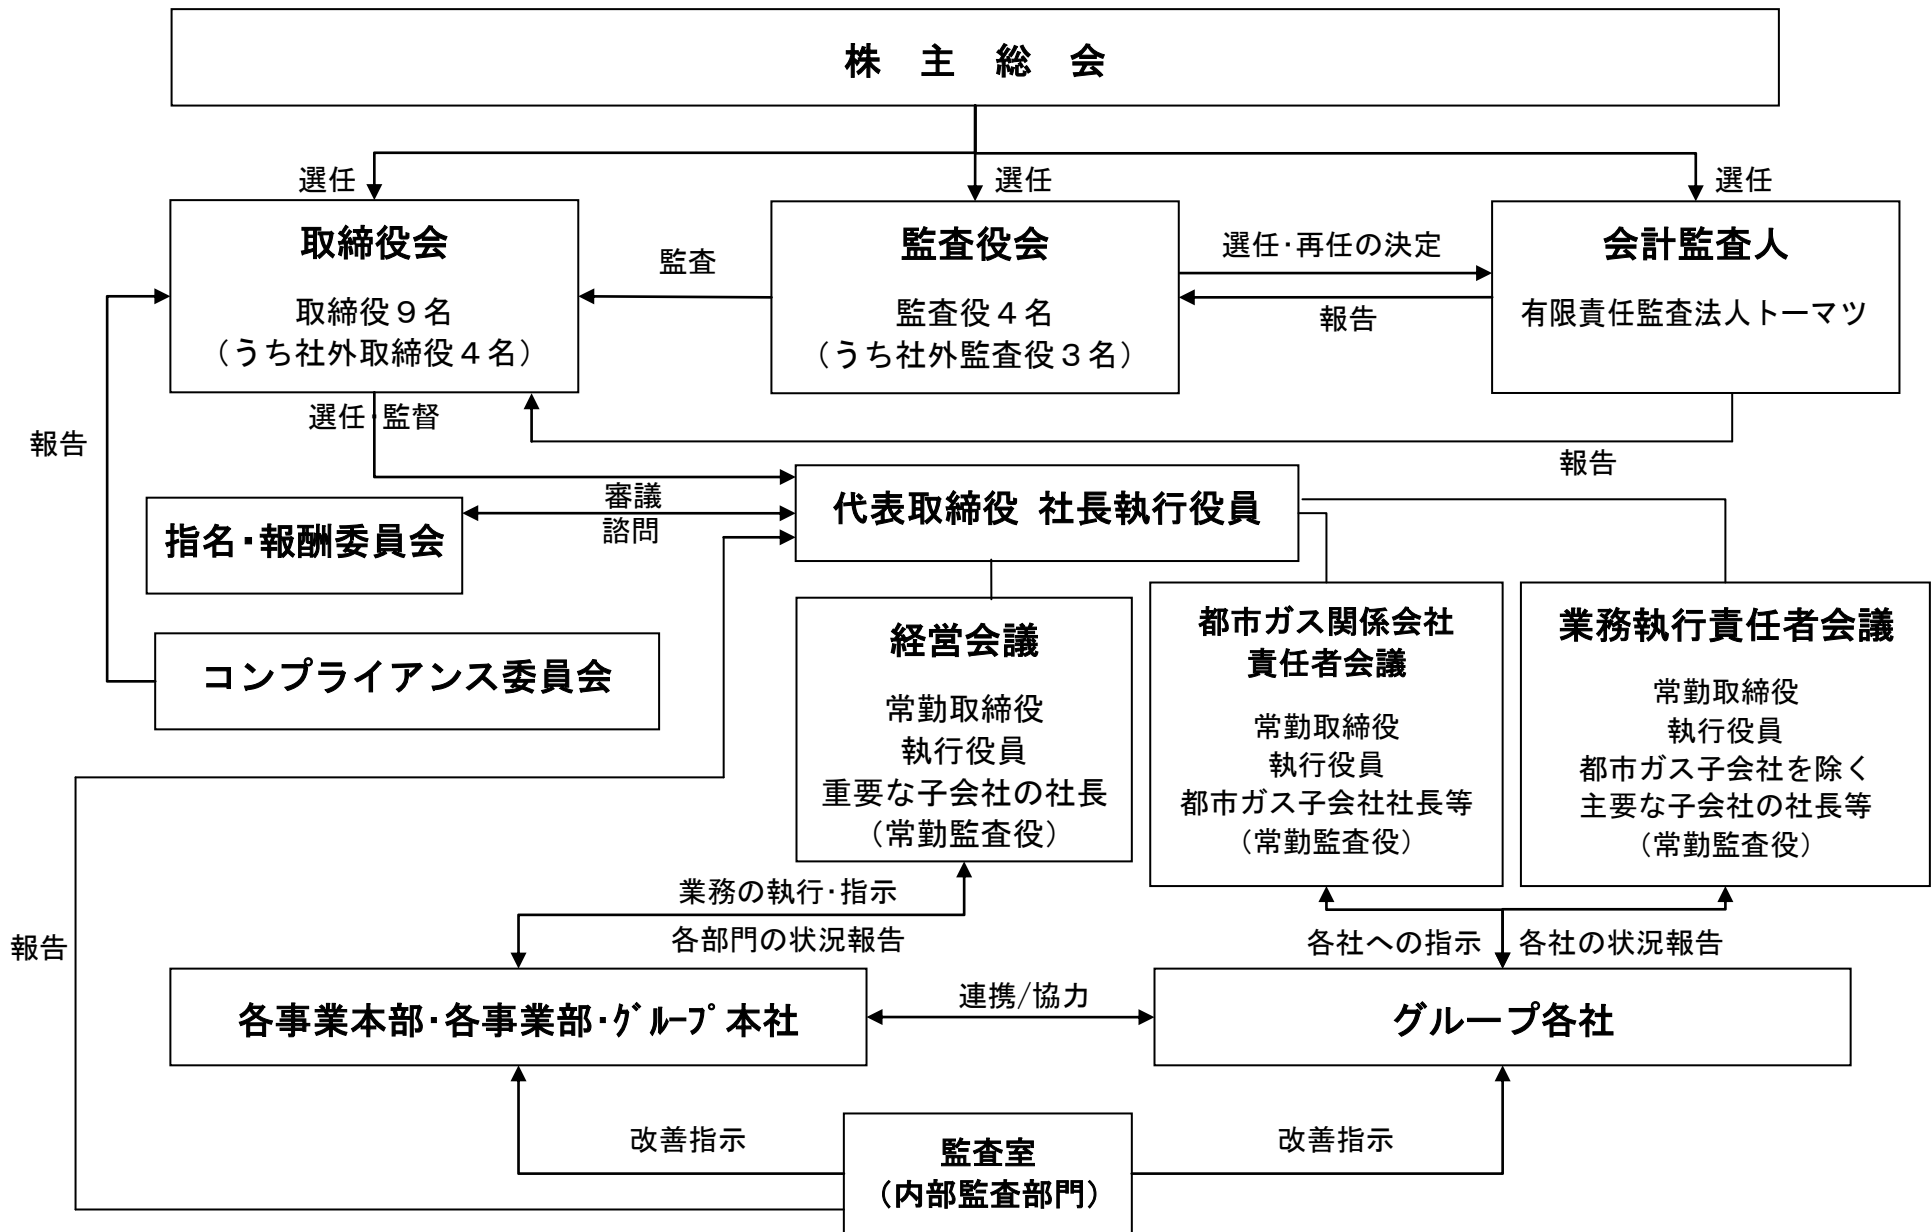 株 主 総 会
選任
選任
選任
取締役会
取締役9名
（うち社外取締役4名）
監査
監査役会
監査役4名
（うち社外監査役3名）
選任・再任の決定
報告
会計監査人
有限責任監査法人トーマツ
選任・監督
報告
報告
代表取締役 社長執行役員
審議
諮問
指名・報酬委員会
コンプライアンス委員会
経営会議
常勤取締役
執行役員
重要な子会社の社長
（常勤監査役）
都市ガス関係会社
責任者会議
常勤取締役
執行役員
都市ガス子会社社長等
（常勤監査役）
業務執行責任者会議
常勤取締役
執行役員
都市ガス子会社を除く
主要な子会社の社長等
（常勤監査役）
業務の執行・指示
各部門の状況報告
報告
各社への指示
各社の状況報告
各事業本部・各事業部・ｸﾞﾙｰﾌﾟ本社
連携/協力
グループ各社
改善指示
監査室
（内部監査部門）
改善指示